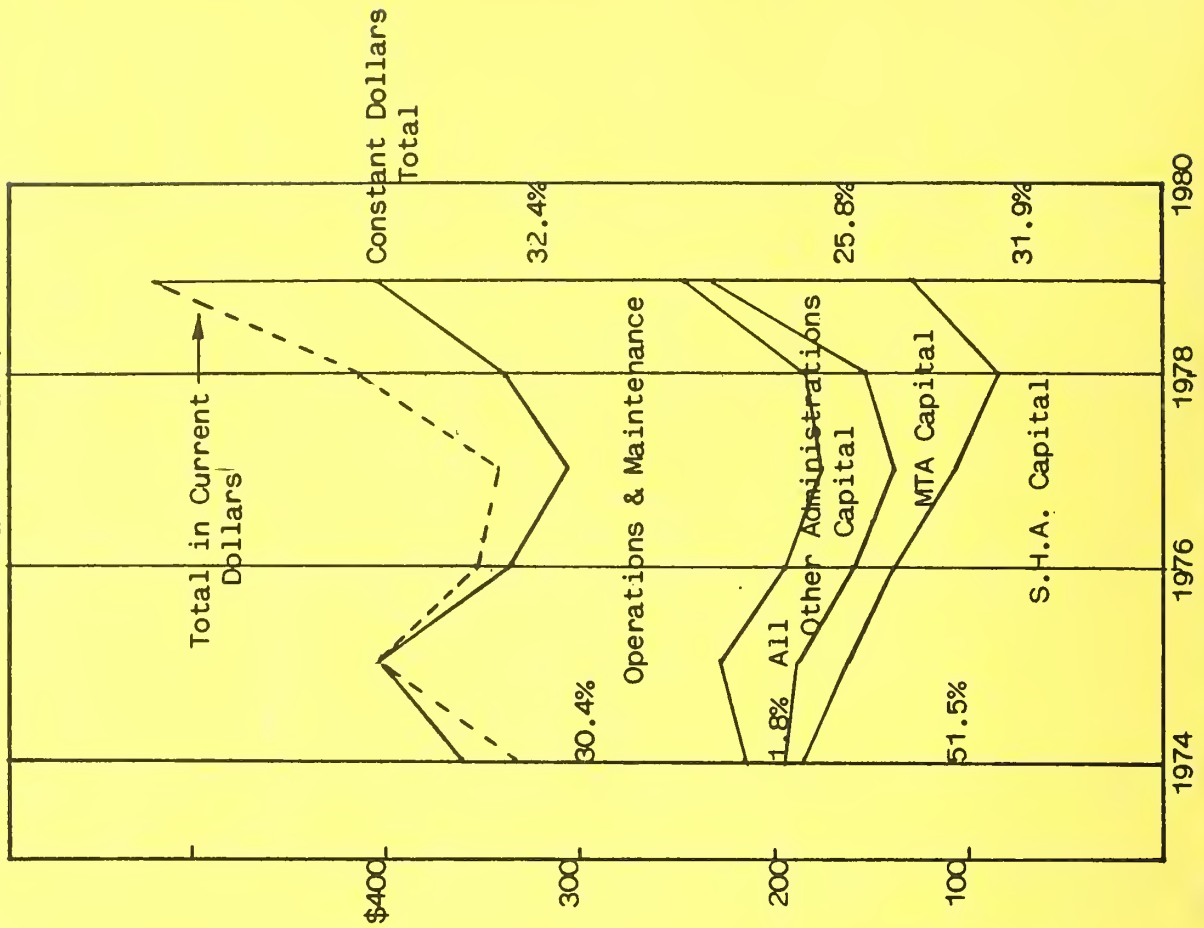 Total in Current
Dollars
Constant Dollars
Total
$400
32.4%
30.4%
300
Operations & Maintenance
200
1.8%
All
Other Administrations
Capital
25.8%
MTA Capital
100
51.5%
S.H.A. Capital
31.9%
1974
1976
1978
1980